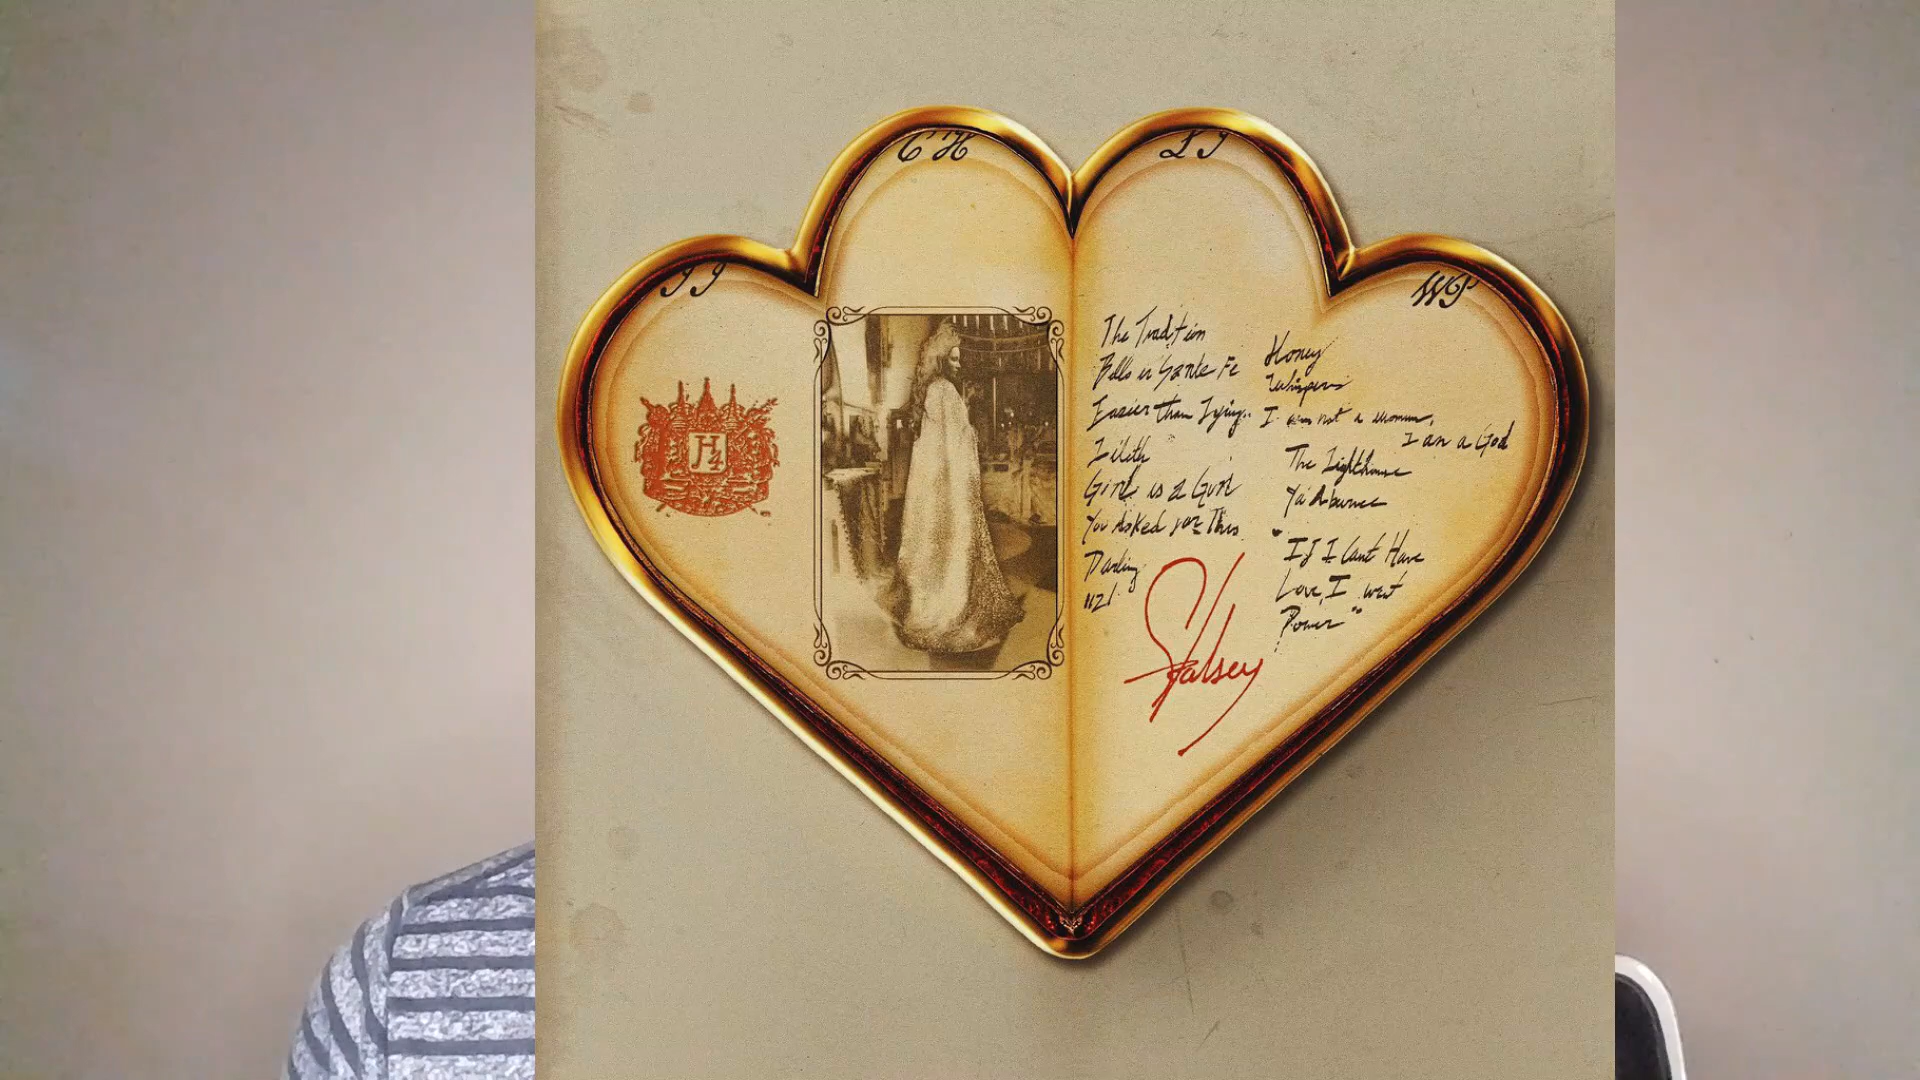 C H
L J
J J
W P
H4
The Tradition
Bells in Santa Fe
Easier than Lying..
Lilith
Girl is a Gun
You Asked for This
Darling
1121
Honey
Whispers
I am not a woman,
I am a God
The Lighthouse
Ya'aburnee
"If I Can't Have
Love, I want
Power"
Halsey